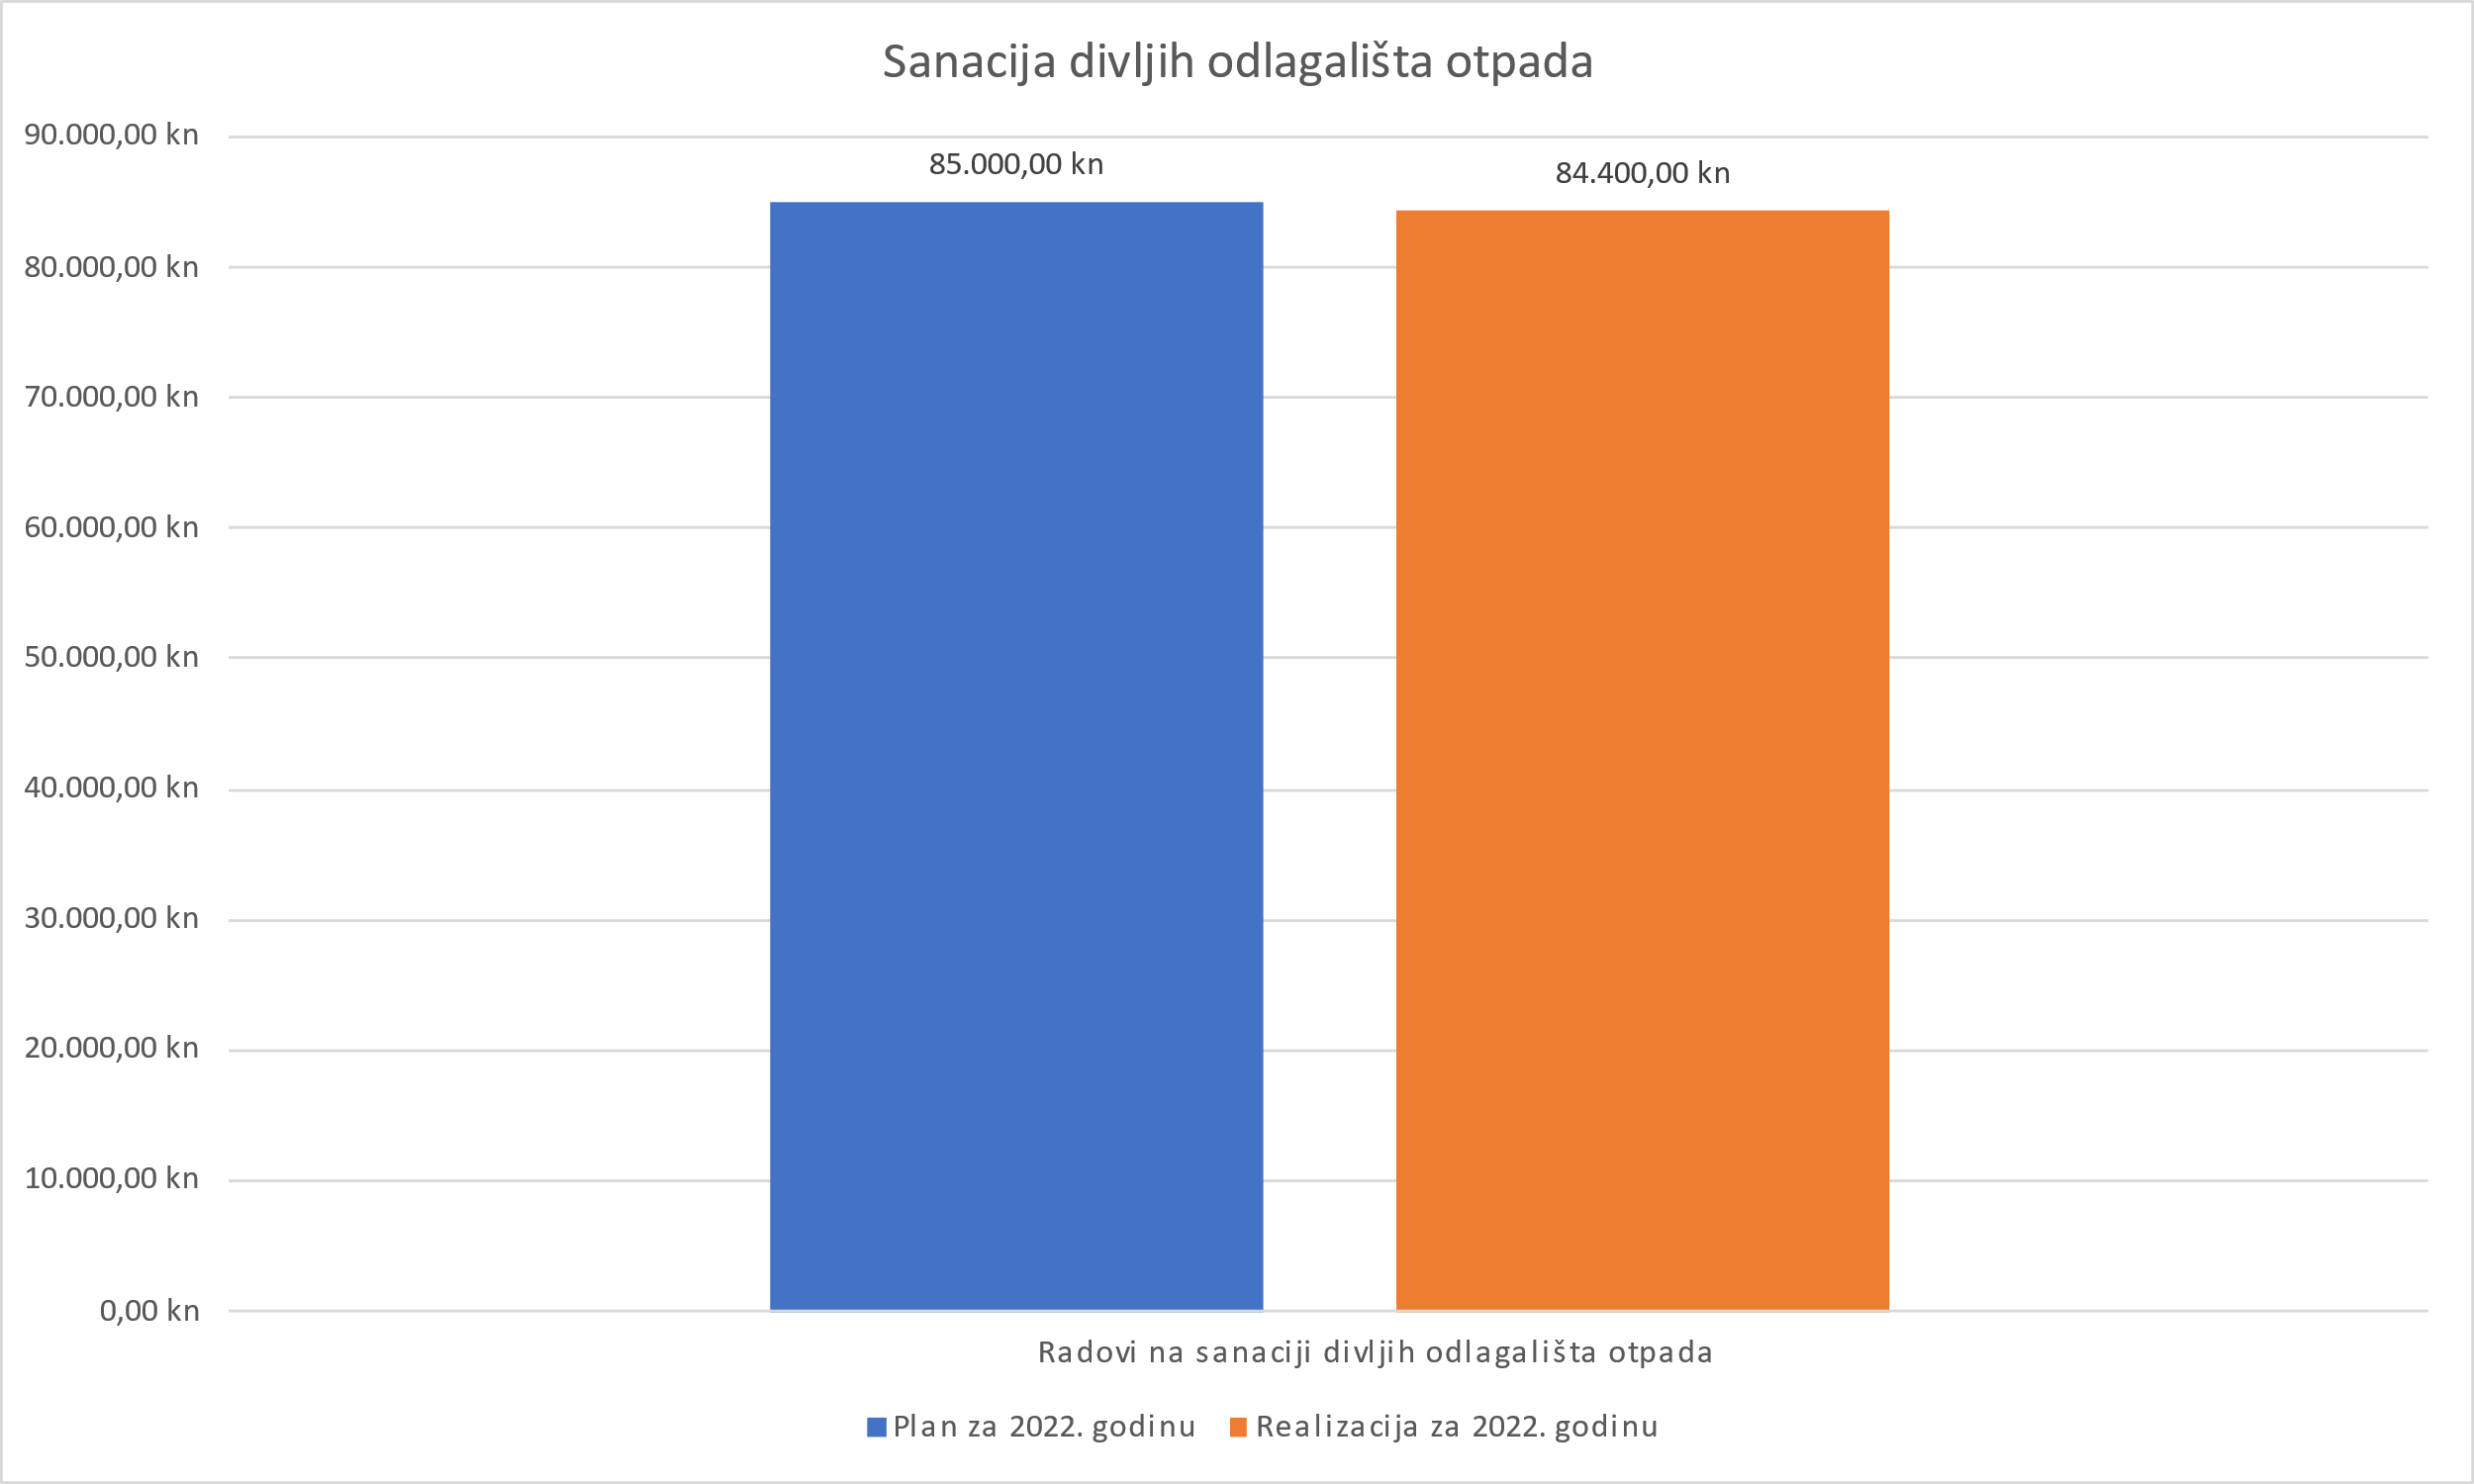 Sanacija divljih odlagališta otpada
90.000,00 kn
85.000,00 kn
84.400,00 kn
80.000,00 kn
70.000,00 kn
60.000,00 kn
50.000,00 kn
40.000,00 kn
30.000,00 kn
20.000,00 kn
10.000,00 kn
0,00 kn
Radovi na sanaciji divljih odlagališta otpada
Plan za 2022. godinu
Realizacija za 2022. godinu